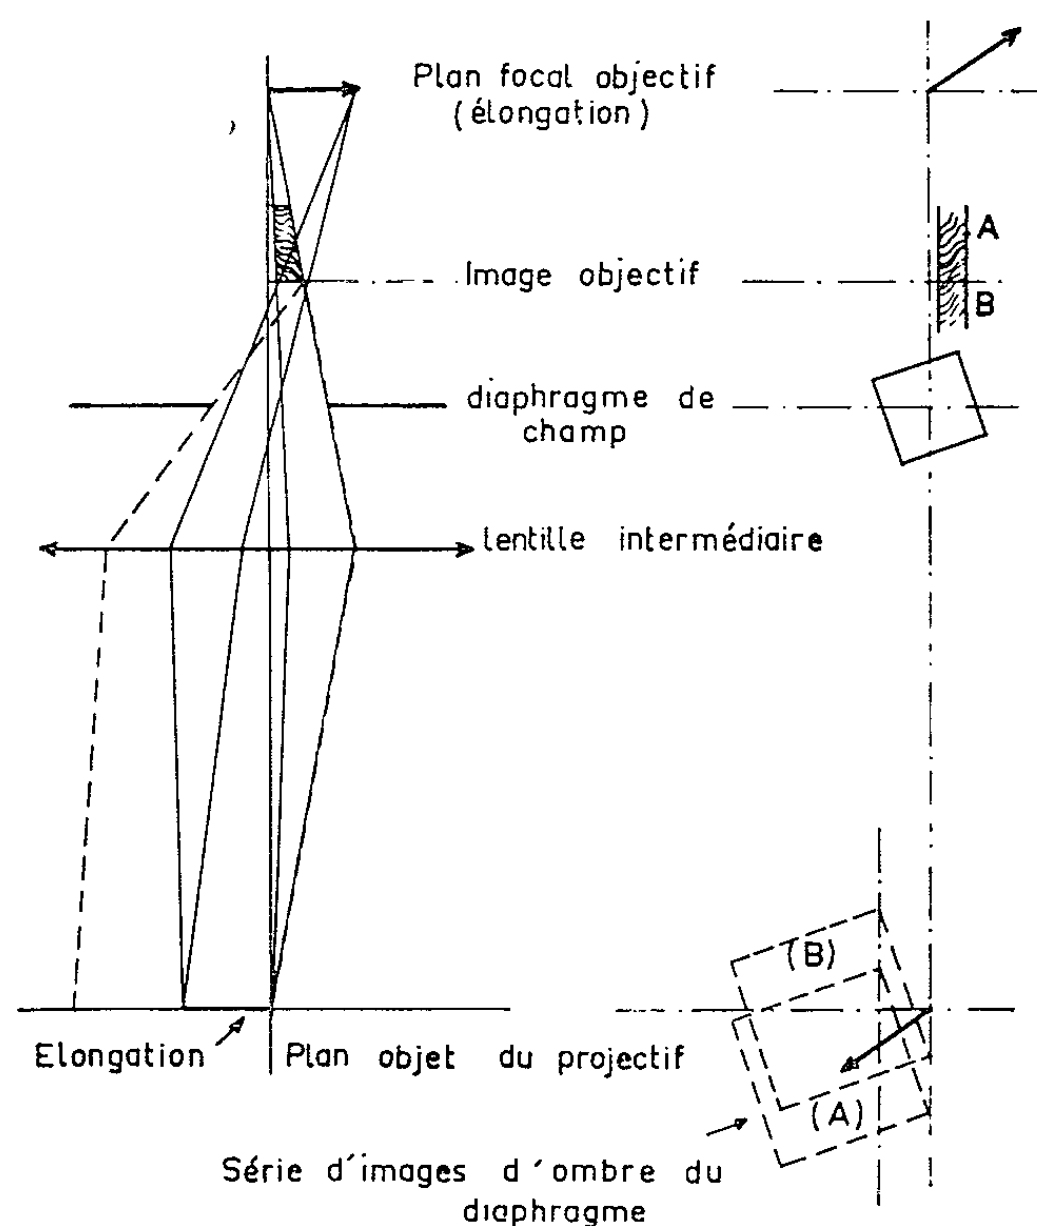 Plan focal objectif
(élongation)
A
Image objectif
B
diaphragme de
champ
lentille intermédiaire
(B)
Elongation
Plan objet du projectif
(A)
Série d'images d'ombre du
diaphragme